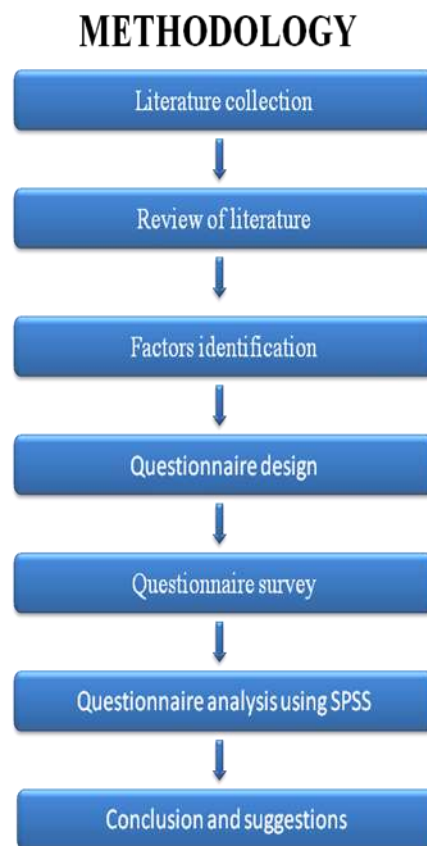 METHODOLOGY
Literature collection
Review of literature
Factors identification
Questionnaire design
Questionnaire survey
Questionnaire analysis using SPSS
Conclusion and suggestions